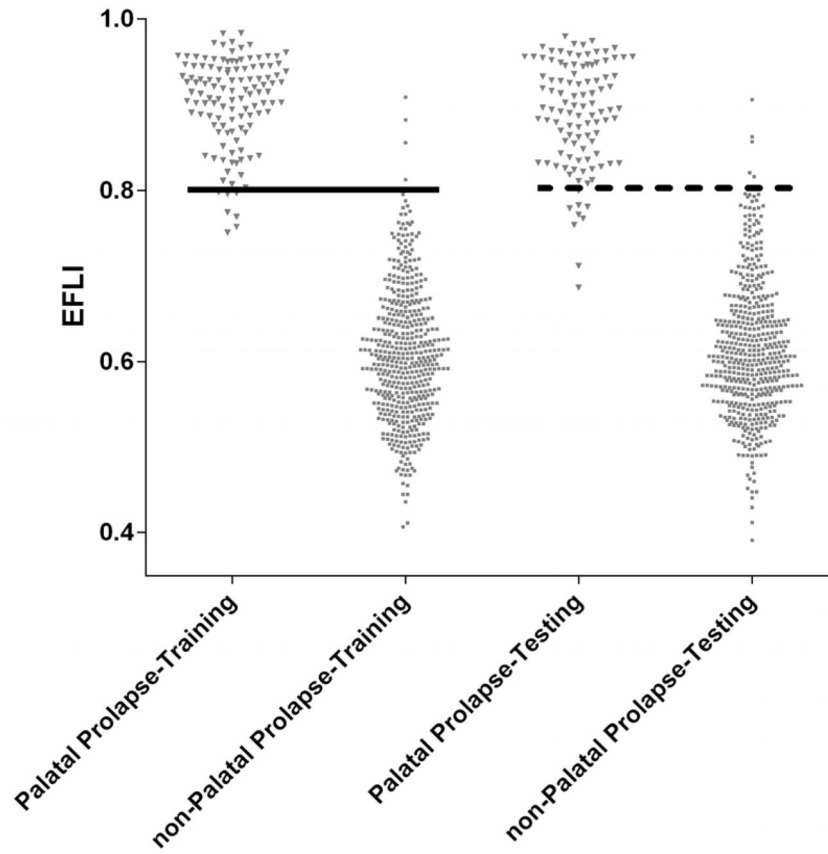 1.0
0.8
0.6
0.4
EFLI
Palatal Prolapse-Training
non-Palatal Prolapse-Training
Palatal Prolapse-Testing
non-Palatal Prolapse-Testing